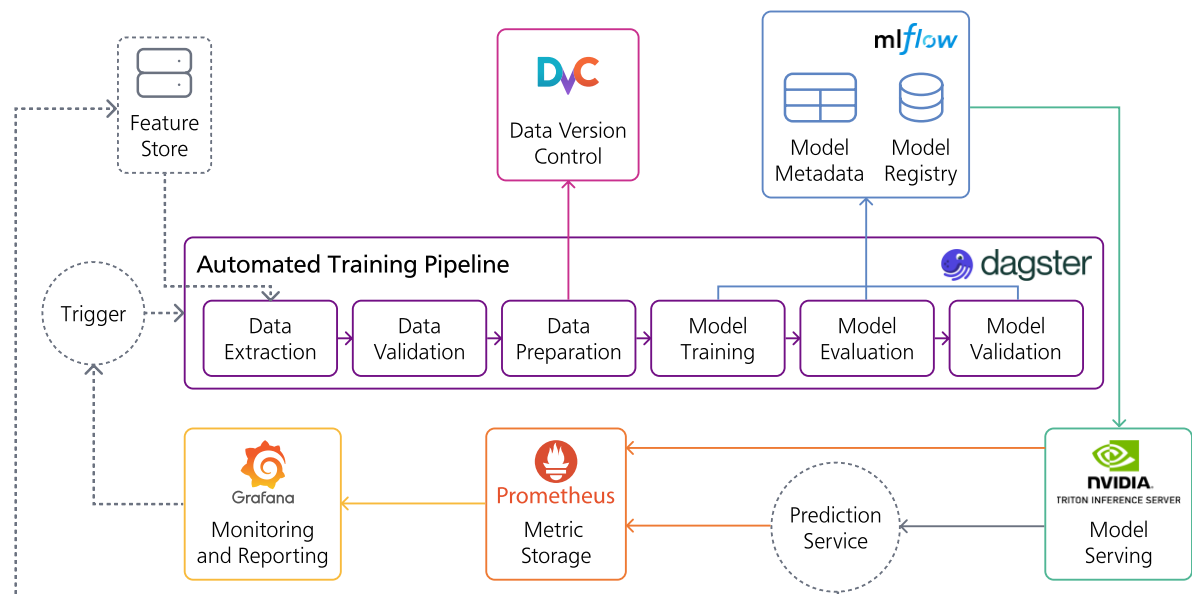 mlflow
DVC
Feature
Store
Data Version
Control
Model
Metadata
Model
Registry
Automated Training Pipeline
dagster
Trigger
Data
Extraction
Data
Validation
Data
Preparation
Model
Training
Model
Evaluation
Model
Validation
Grafana
Monitoring
and Reporting
Prometheus
Metric
Storage
Prediction
Service
NVIDIA.
TRITON INFERENCE SERVER
Model
Serving